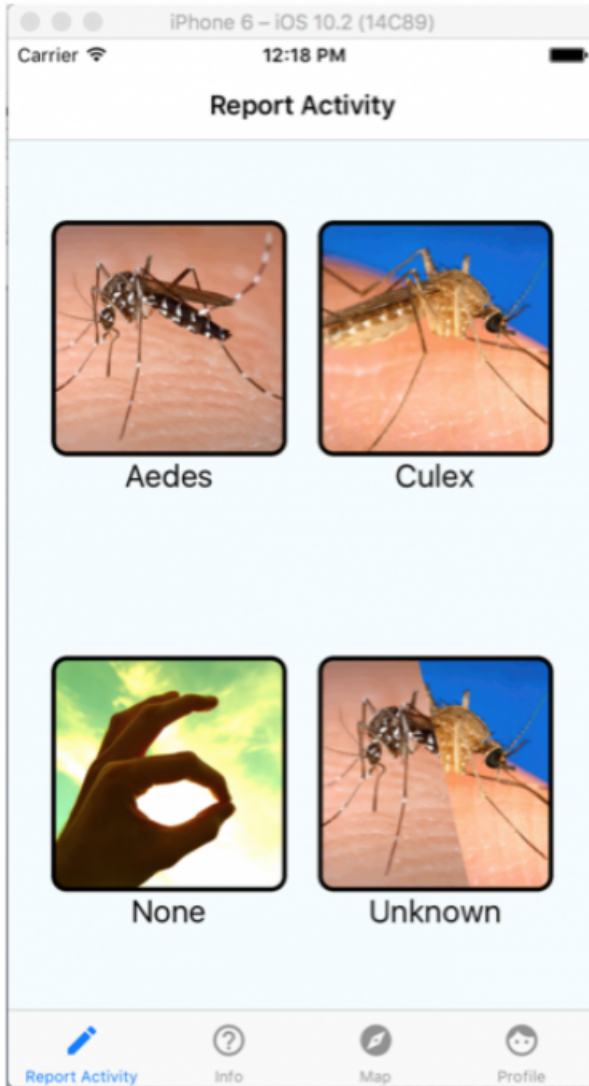 iPhone 6 – iOS 10.2 (14C89)
Carrier 12:18 PM
Report Activity
Aedes Culex
None Unknown
Report Activity Info Map Profile